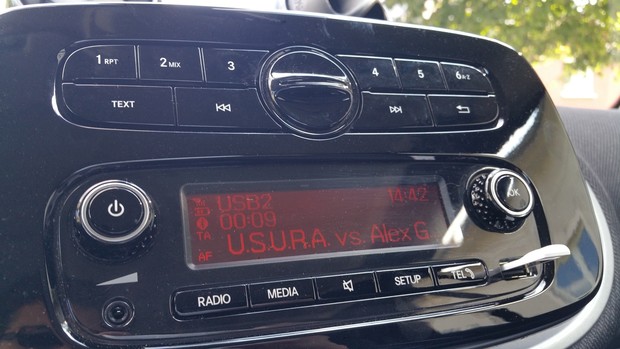 1 RPT 2 MIX 3 4 5 6 A-Z
TEXT
USB2 14:42
00:09
TA
U.S.U.R.A. vs. Alex G
AF
OK
RADIO MEDIA SETUP TEL